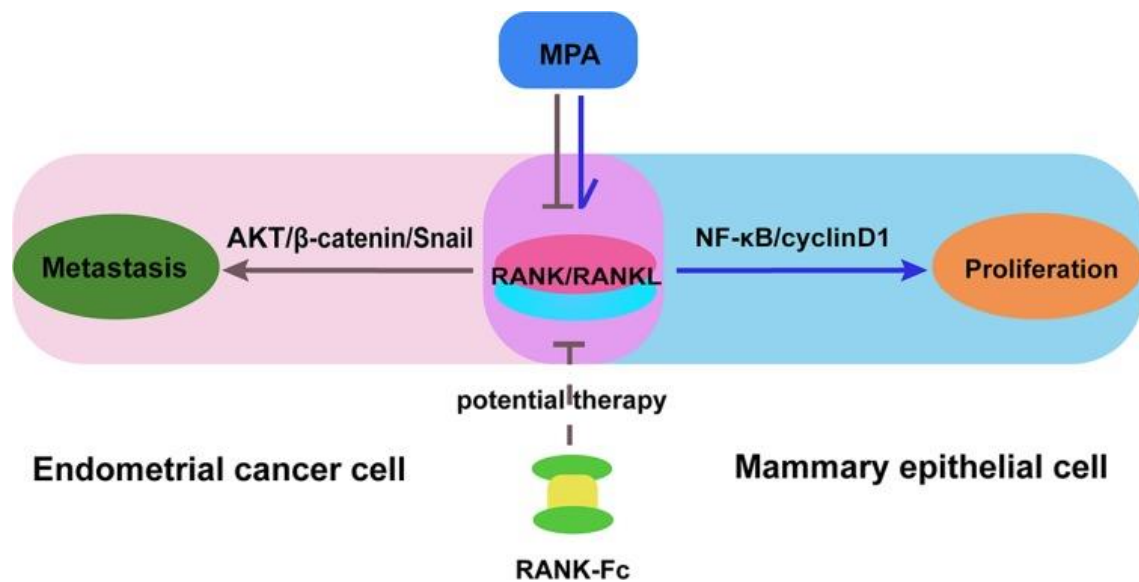 MPA
AKT/β-catenin/Snail
NF-κB/cyclinD1
Metastasis
RANK/RANKL
Proliferation
potential therapy
Endometrial cancer cell
Mammary epithelial cell
RANK-Fc